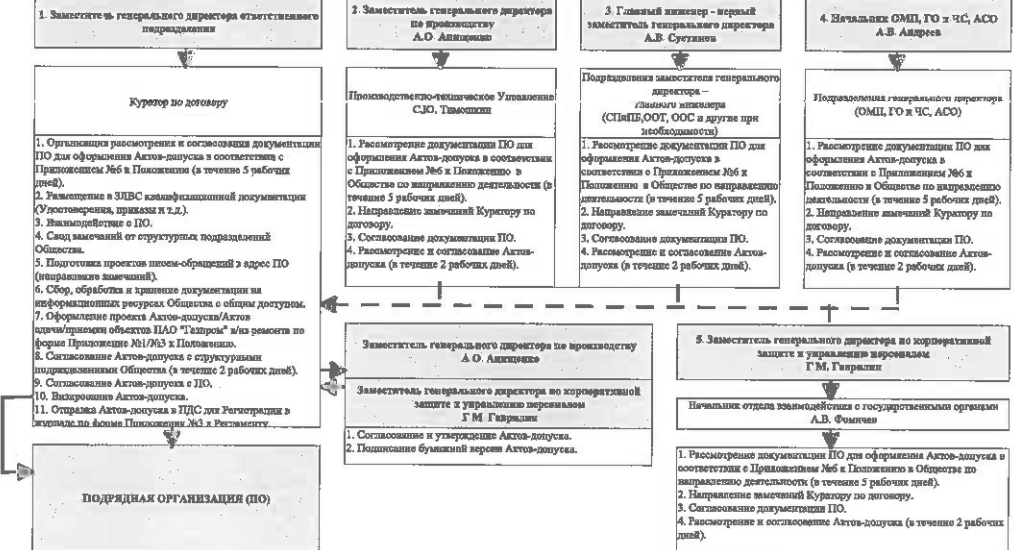 1. Заместитель генерального директора ответственного
подразделения
Куратор по договору
1. Организация рассмотрения и согласования документации
ПО для оформления Актов-допуска в соответствии с
Приложением №6 к Положению (в течение 5 рабочих
дней).
2. Размещение в ЗЛВС квалификационной документации
(Удостоверения, приказы и т.д.).
3. Взаимодействие с ПО.
4. Свод замечаний от структурных подразделений
Общества.
5. Подготовка проектов писем-обращений в адрес ПО
(направление замечаний).
6. Сбор, обработка и хранение документации на
информационных ресурсах Общества с общим доступом.
7. Оформление проекта Актов-допуска/Актов
сдачи/приемки объектов ПАО "Газпром" в/из ремонта по
форме Приложение №1/№3 к Положению.
8. Согласование Актов-допуска с структурными
подразделениями Общества (в течение 2 рабочих дней).
9. Согласование Актов-допуска с ПО.
10. Визирование Актов-допуска.
11. Отправка Актов-допуска в ПДС для Регистрации в
журнале по форме Приложения №3 к Регламенту.
ПОДРЯДНАЯ ОРГАНИЗАЦИЯ (ПО)
2. Заместитель генерального директора
по производству
А.О. Анищенко
Производственно-техническое Управление
С.Ю. Тимошкин
1. Рассмотрение документации ПО для
оформления Актов-допуска в соответствии
с Приложением №6 к Положению в
Обществе по направлению деятельности (в
течение 5 рабочих дней).
2. Направление замечаний Куратору по
договору.
3. Согласование документации ПО.
4. Рассмотрение и согласование Актов-
допуска (в течение 2 рабочих дней).
3. Главный инженер - первый
заместитель генерального директора
А.В. Сустинов
Подразделения заместителя генерального
директора –
главного инженера
(СПиПБ,ООТ, ООС и другие при
необходимости)
1. Рассмотрение документации ПО для
оформления Актов-допуска в
соответствии с Приложением №6 к
Положению в Обществе по направлению
деятельности (в течение 5 рабочих дней).
2. Направление замечаний Куратору по
договору.
3. Согласование документации ПО.
4. Рассмотрение и согласование Актов-
допуска (в течение 2 рабочих дней).
4. Начальник ОМП, ГО и ЧС, АСО
А.В. Андреев
Подразделения генерального директора
(ОМП, ГО и ЧС, АСО)
1. Рассмотрение документации ПО для
оформления Актов-допуска в
соответствии с Приложением №6 к
Положению в Обществе по направлению
деятельности (в течение 5 рабочих дней).
2. Направление замечаний Куратору по
договору.
3. Согласование документации ПО.
4. Рассмотрение и согласование Актов-
допуска (в течение 2 рабочих дней).
Заместитель генерального директора по производству
А.О. Анищенко
Заместитель генерального директора по корпоративной
защите и управлению персоналом
Г.М. Гаврилин
1. Согласование и утверждение Актов-допуска.
2. Подписание бумажной версии Актов-допуска.
5. Заместитель генерального директора по корпоративной
защите и управлению персоналом
Г.М, Гаврилин
Начальник отдела взаимодействия с государственными органами
А.В. Фомичев
1. Рассмотрение документации ПО для оформления Актов-допуска в
соответствии с Приложением №6 к Положению в Обществе по
направлению деятельности (в течение 5 рабочих дней).
2. Направление замечаний Куратору по договору.
3. Согласование документации ПО.
4. Рассмотрение и согласование Актов-допуска (в течение 2 рабочих
дней).